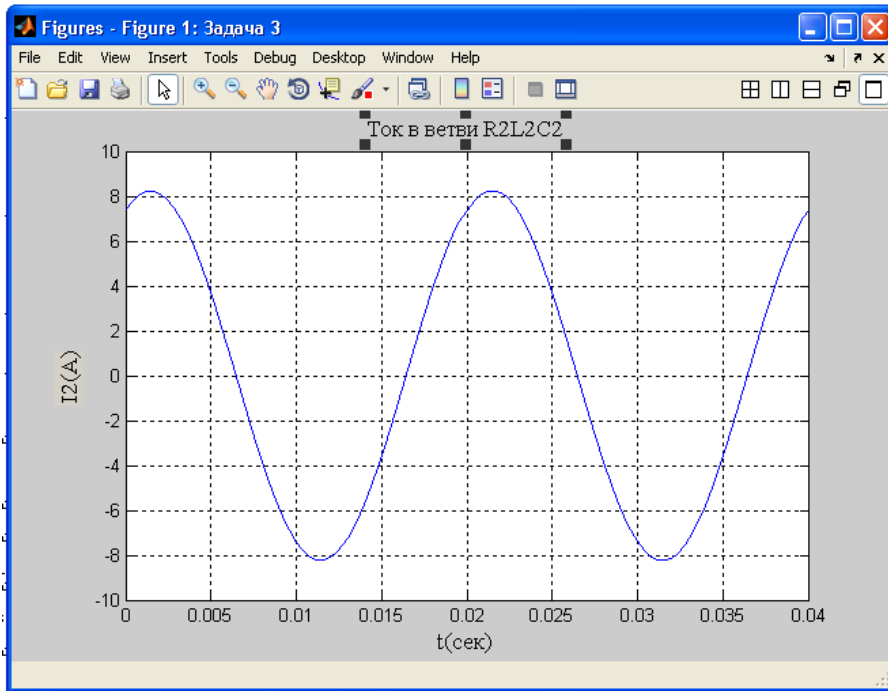 Figures - Figure 1: Задача 3
File Edit View Insert Tools Debug Desktop Window Help
Ток в ветви R2L2C2
10
8
6
4
2
0
-2
-4
-6
-8
-10
I2(A)
0 0.005 0.01 0.015 0.02 0.025 0.03 0.035 0.04
t(сек)